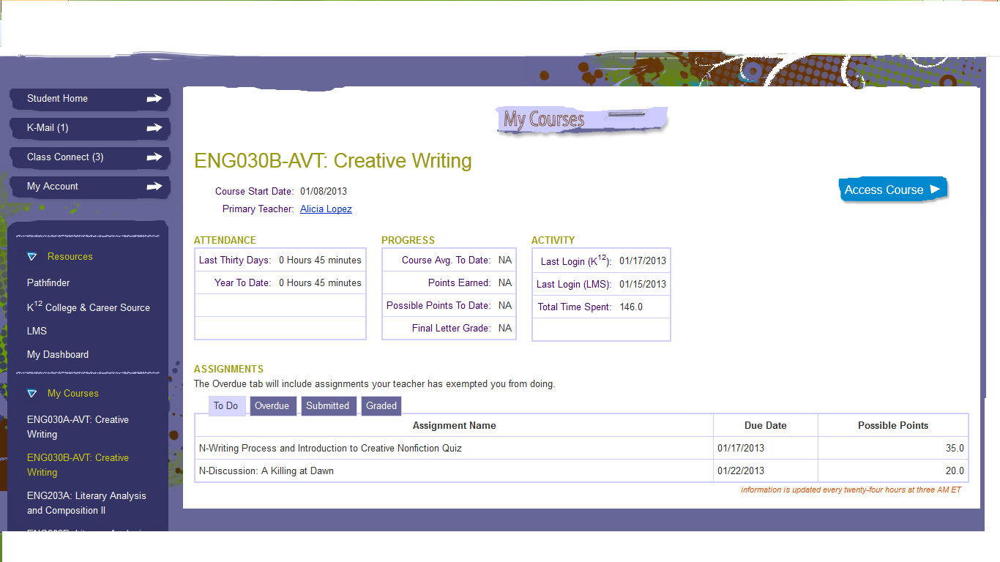 Student Home
K-Mail (1)
Class Connect (3)
My Account
Resources
Pathfinder
K12 College & Career Source
LMS
My Dashboard
My Courses
ENG030A-AVT: Creative
Writing
ENG030B-AVT: Creative
Writing
ENG203A: Literary Analysis
and Composition II
My Courses
ENG030B-AVT: Creative Writing
Course Start Date: 01/08/2013
Primary Teacher: Alicia Lopez
Access Course
ATTENDANCE
Last Thirty Days: 0 Hours 45 minutes
Year To Date: 0 Hours 45 minutes
PROGRESS
Course Avg. To Date: NA
Points Earned: NA
Possible Points To Date: NA
Final Letter Grade: NA
ACTIVITY
Last Login (K12): 01/17/2013
Last Login (LMS): 01/15/2013
Total Time Spent: 146.0
ASSIGNMENTS
The Overdue tab will include assignments your teacher has exempted you from doing.
To Do Overdue Submitted Graded
Assignment Name Due Date Possible Points
N-Writing Process and Introduction to Creative Nonfiction Quiz 01/17/2013 35.0
N-Discussion: A Killing at Dawn 01/22/2013 20.0
information is updated every twenty-four hours at three AM ET